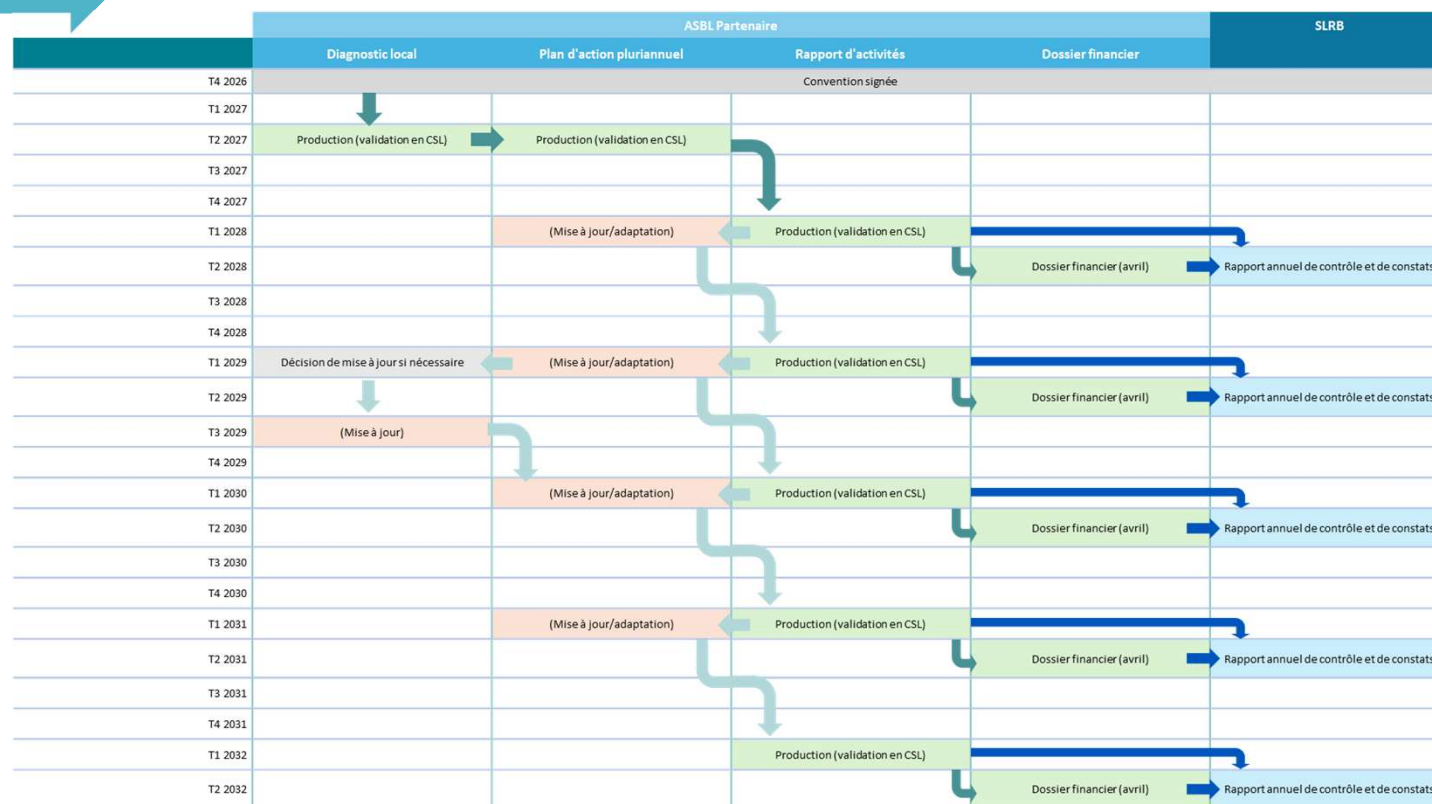 ASBL Partenaire
SLRB
Diagnostic local
Plan d'action pluriannuel
Rapport d'activités
Dossier financier
T4 2026
Convention signée
T1 2027
T2 2027
Production (validation en CSL)
Production (validation en CSL)
T3 2027
T4 2027
T1 2028
(Mise à jour/adaptation)
Production (validation en CSL)
T2 2028
Dossier financier (avril)
Rapport annuel de contrôle et de constats
T3 2028
T4 2028
T1 2029
Décision de mise à jour si nécessaire
(Mise à jour/adaptation)
Production (validation en CSL)
T2 2029
Dossier financier (avril)
Rapport annuel de contrôle et de constats
T3 2029
(Mise à jour)
T4 2029
T1 2030
(Mise à jour/adaptation)
Production (validation en CSL)
T2 2030
Dossier financier (avril)
Rapport annuel de contrôle et de constats
T3 2030
T4 2030
T1 2031
(Mise à jour/adaptation)
Production (validation en CSL)
T2 2031
Dossier financier (avril)
Rapport annuel de contrôle et de constats
T3 2031
T4 2031
T1 2032
Production (validation en CSL)
T2 2032
Dossier financier (avril)
Rapport annuel de contrôle et de constats